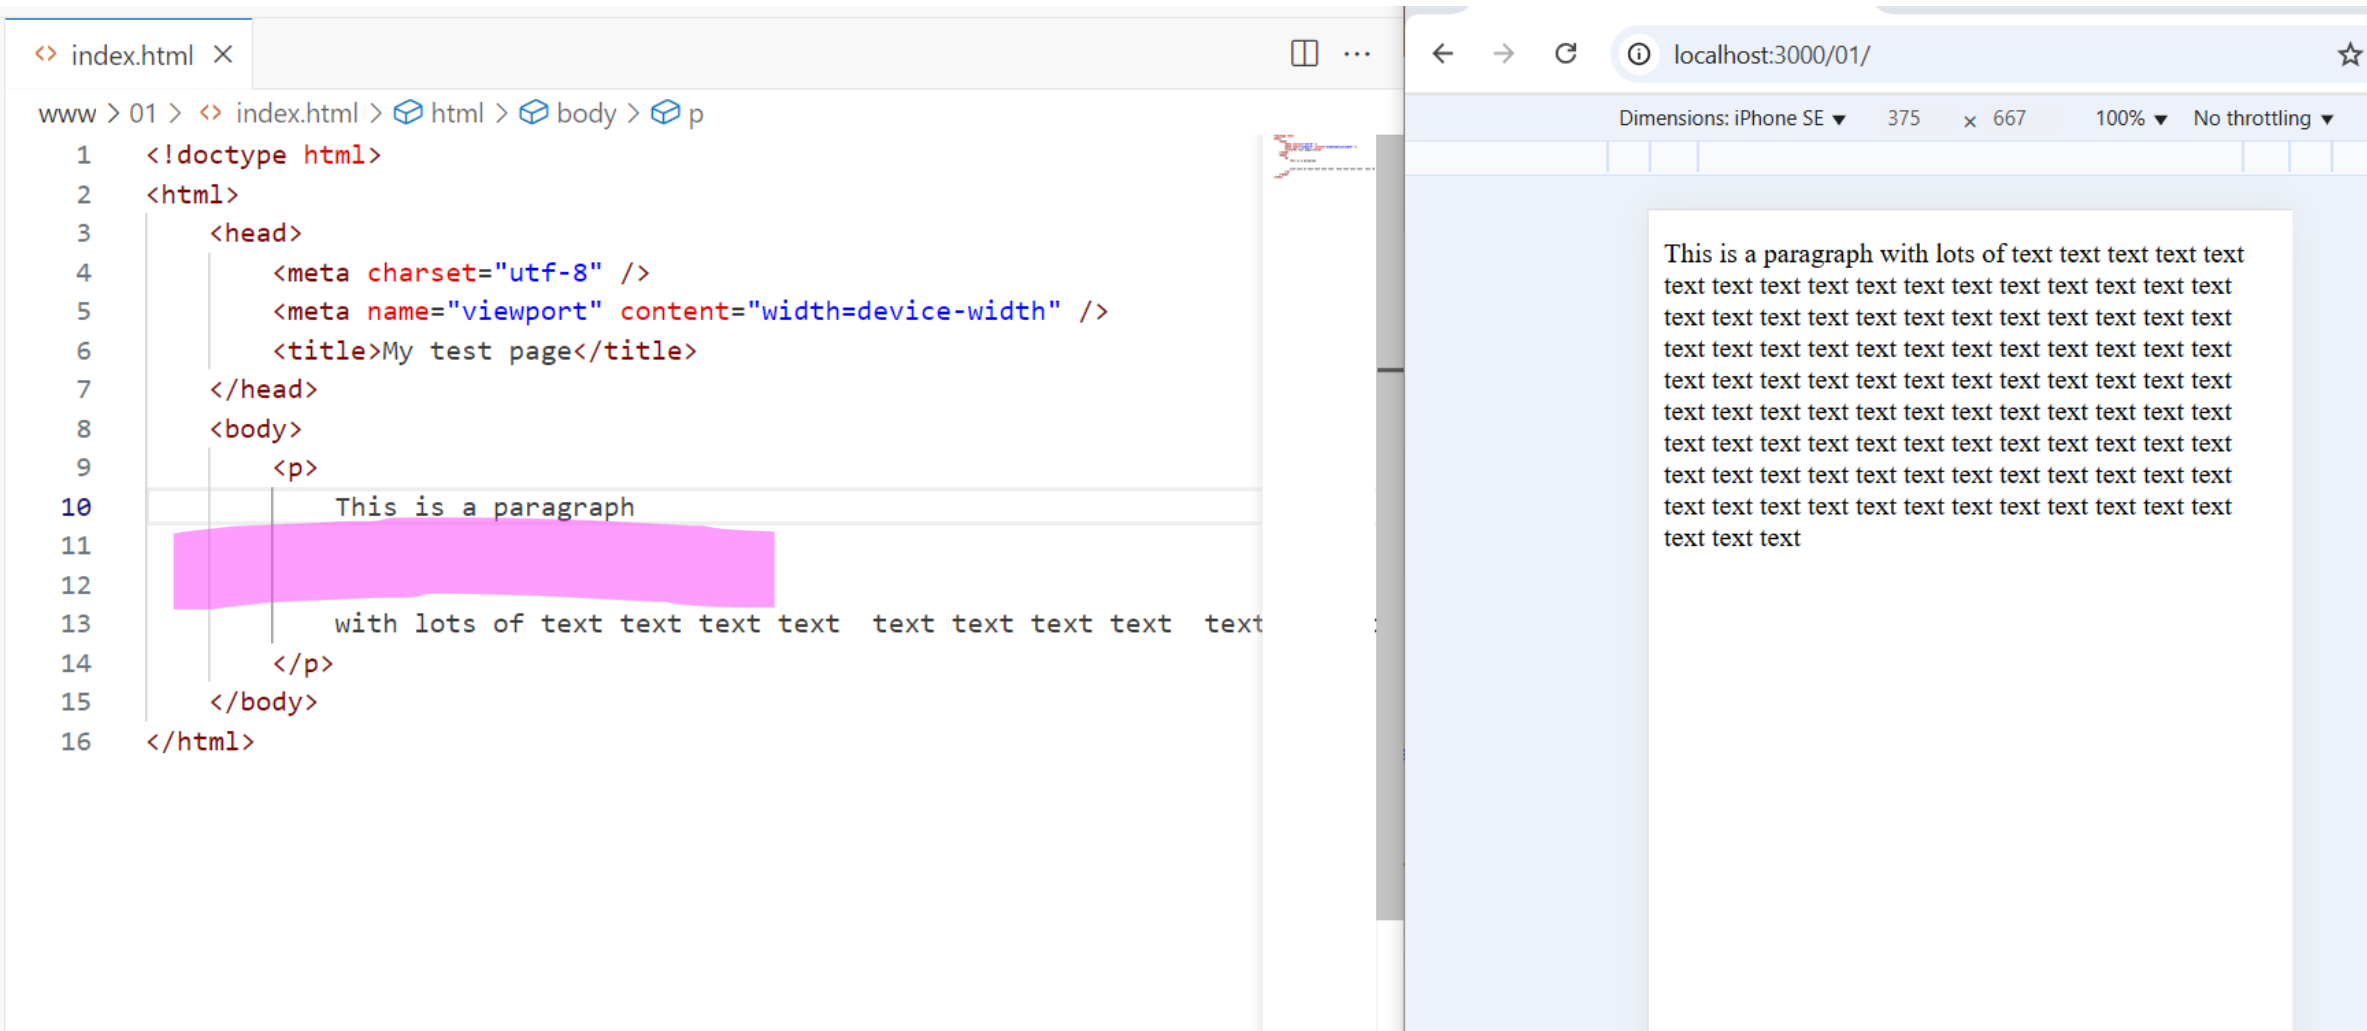 index.html
www > 01 > index.html > html > body > p
1 <!doctype html>
2 <html>
3 <head>
4 <meta charset="utf-8" />
5 <meta name="viewport" content="width=device-width" />
6 <title>My test page</title>
7 </head>
8 <body>
9 <p>
10 This is a paragraph
11
12
13 with lots of text text text text  text text text text  text
14 </p>
15 </body>
16 </html>
localhost:3000/01/
Dimensions: iPhone SE ▼ 375 × 667 100% ▼ No throttling ▼
This is a paragraph with lots of text text text text text
text text text text text text text text text text text text
text text text text text text text text text text text text
text text text text text text text text text text text text
text text text text text text text text text text text text
text text text text text text text text text text text text
text text text text text text text text text text text text
text text text text text text text text text text text text
text text text text text text text text text text text text
text text text